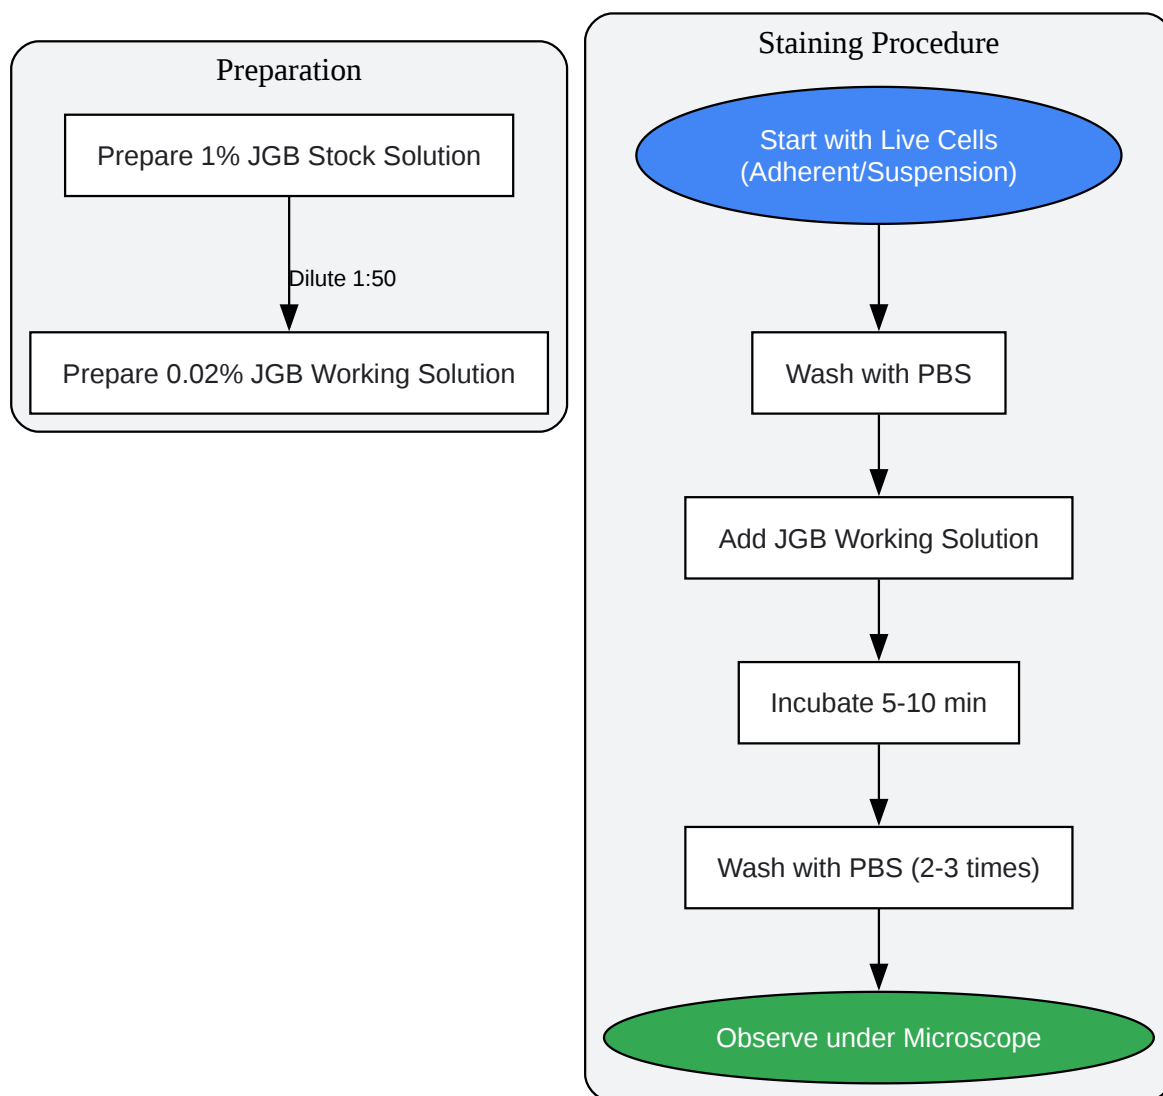 Preparation
Prepare 1% JGB Stock Solution
Dilute 1:50
Prepare 0.02% JGB Working Solution
Staining Procedure
Start with Live Cells
(Adherent/Suspension)
Wash with PBS
Add JGB Working Solution
Incubate 5-10 min
Wash with PBS (2-3 times)
Observe under Microscope